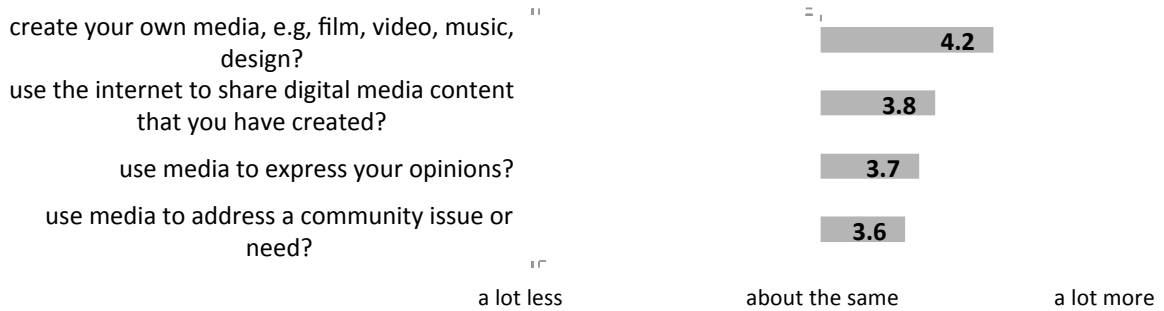 create your own media, e.g, film, video, music,
design?
4.2
use the internet to share digital media content
that you have created?
3.8
use media to express your opinions?
3.7
use media to address a community issue or
need?
3.6
a lot less
about the same
a lot more